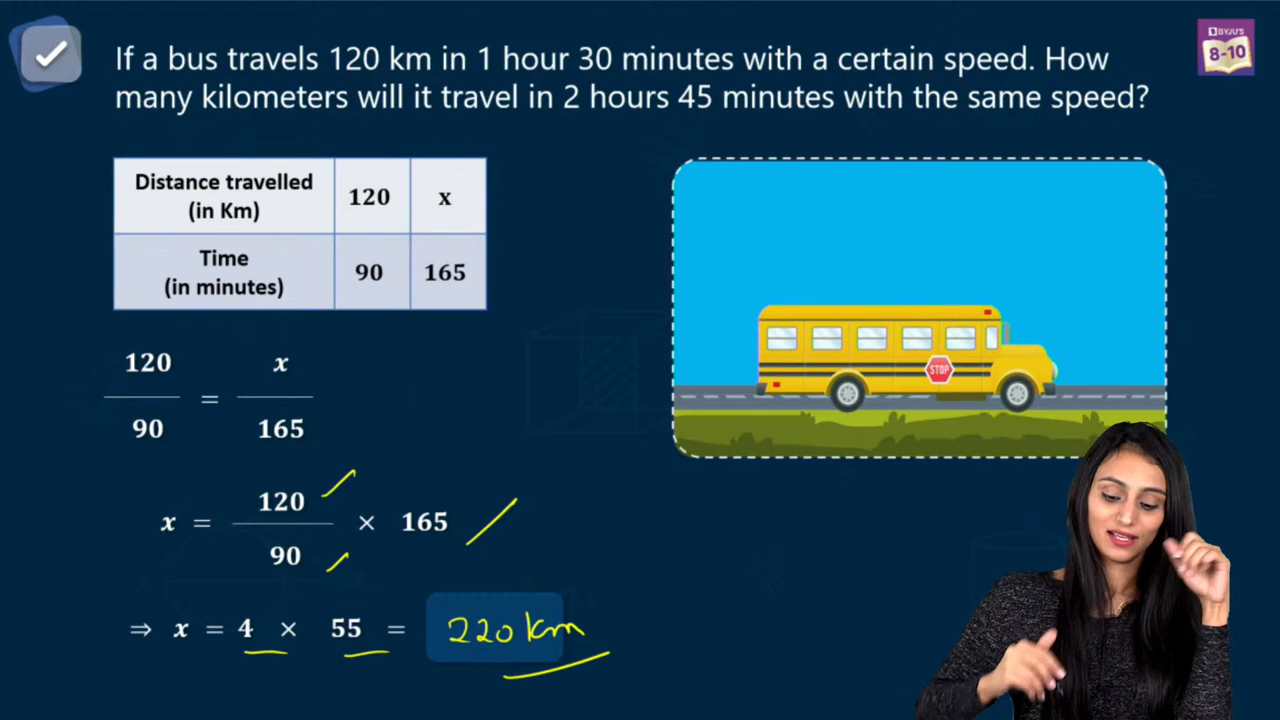 If a bus travels 120 km in 1 hour 30 minutes with a certain speed. How
many kilometers will it travel in 2 hours 45 minutes with the same speed?
BYJU'S
8-10
Distance travelled
(in Km)
120
x
Time
(in minutes)
90
165
120
90
=
x
165
x =
120
90
× 165
⇒ x = 4 × 55 = 220 km
STOP